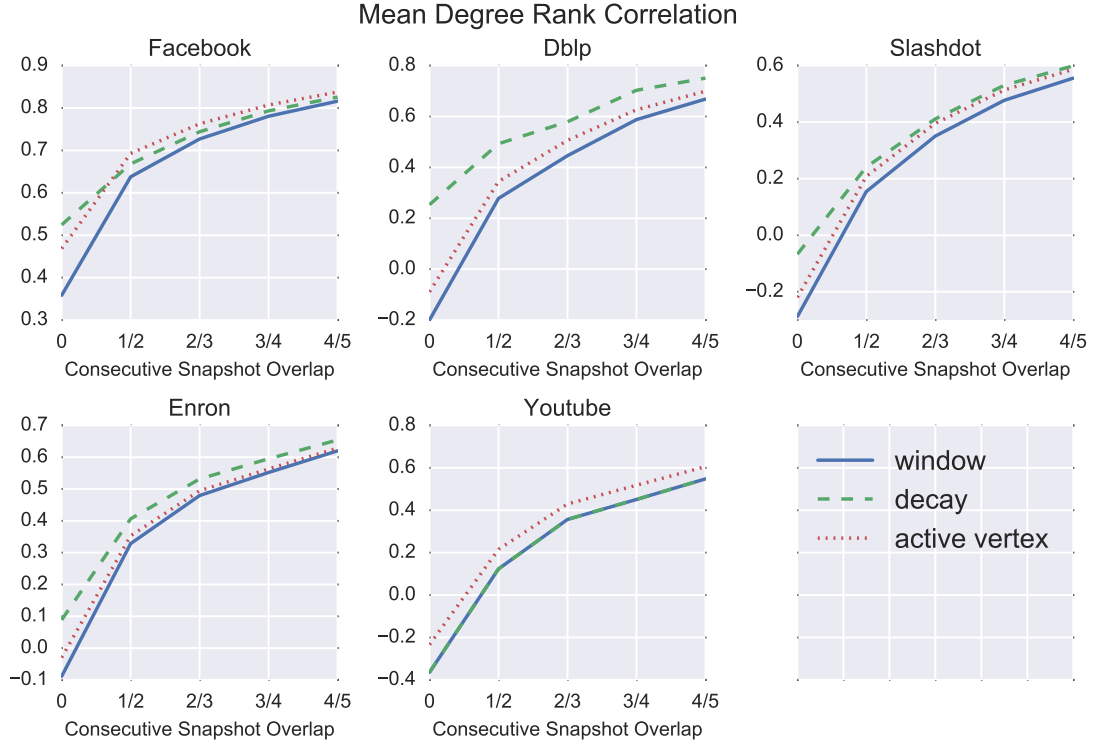 Mean Degree Rank Correlation
Facebook
0.9
0.8
0.7
0.6
0.5
0.4
0.3
0 1/2 2/3 3/4 4/5
Consecutive Snapshot Overlap
Dblp
0.8
0.6
0.4
0.2
0.0
−0.2
0 1/2 2/3 3/4 4/5
Consecutive Snapshot Overlap
Slashdot
0.6
0.4
0.2
0.0
−0.2
0 1/2 2/3 3/4 4/5
Consecutive Snapshot Overlap
Enron
0.7
0.6
0.5
0.4
0.3
0.2
0.1
0.0
−0.1
0 1/2 2/3 3/4 4/5
Consecutive Snapshot Overlap
Youtube
0.8
0.6
0.4
0.2
0.0
−0.2
−0.4
0 1/2 2/3 3/4 4/5
Consecutive Snapshot Overlap
window
decay
active vertex